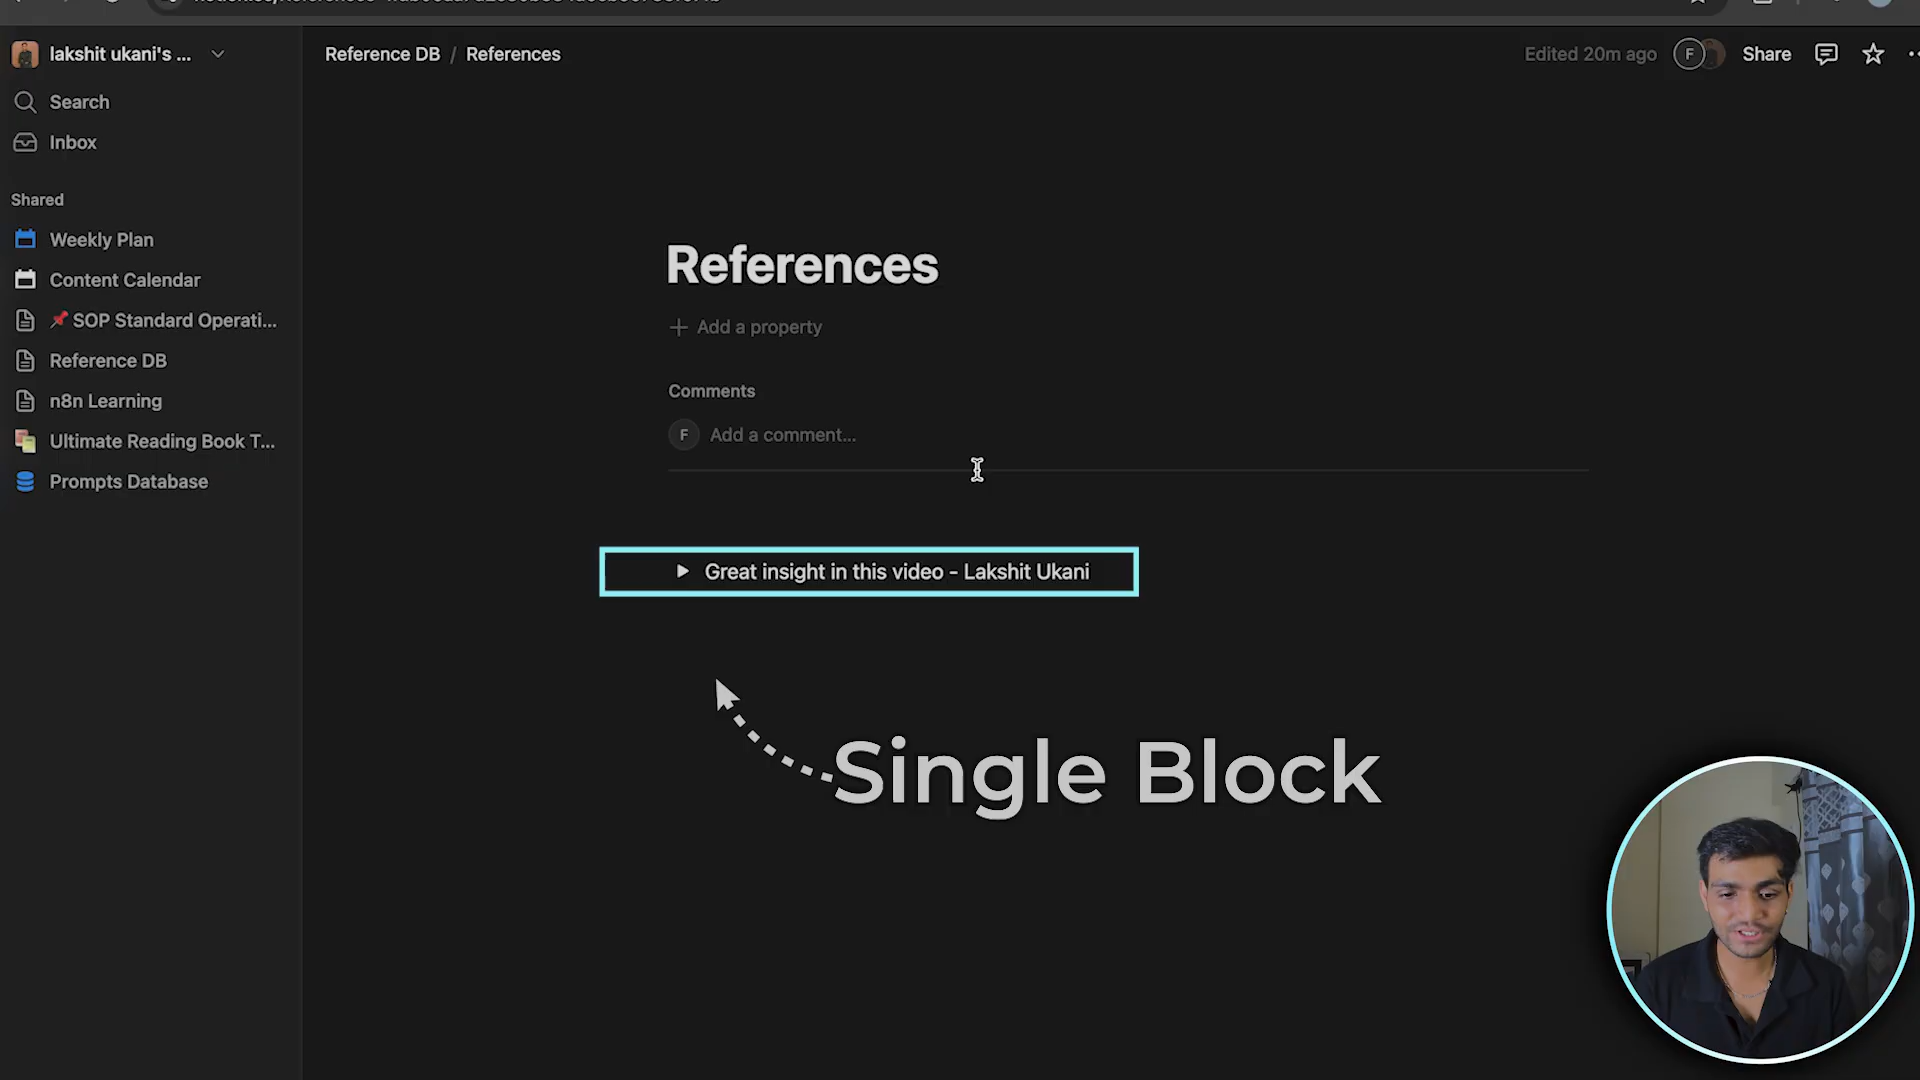 lakshit ukani's ...
Search
Inbox
Shared
Weekly Plan
Content Calendar
SOP Standard Operati...
Reference DB
n8n Learning
Ultimate Reading Book T...
Prompts Database
Reference DB / References
Edited 20m ago
F
Share
References
Add a property
Comments
F
Add a comment...
Great insight in this video - Lakshit Ukani
Single Block